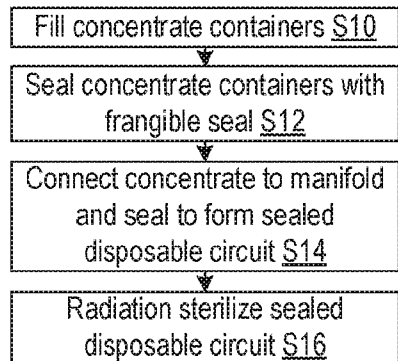 Fill concentrate containers S10
Seal concentrate containers with
frangible seal S12
Connect concentrate to manifold
and seal to form sealed
disposable circuit S14
Radiation sterilize sealed
disposable circuit S16